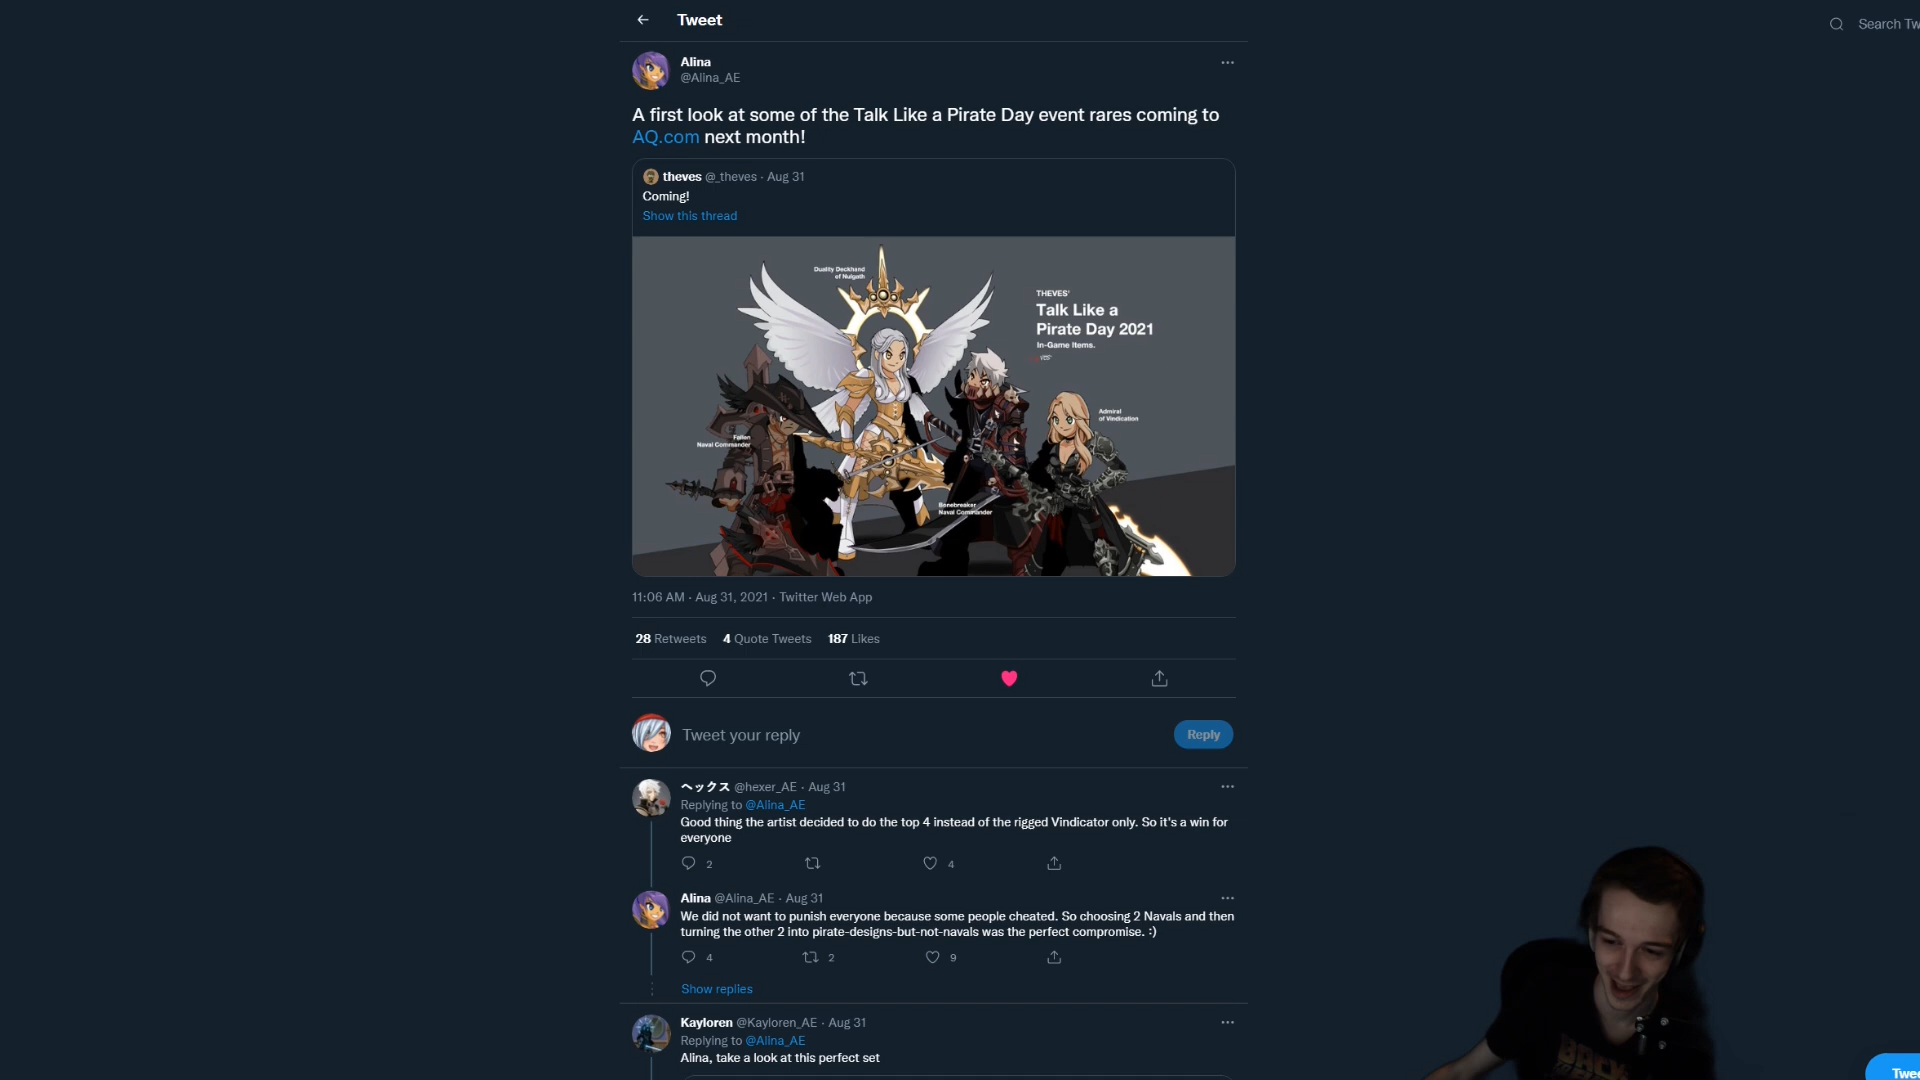 Tweet
Search Tw
Alina
@Alina_AE
A first look at some of the Talk Like a Pirate Day event rares coming to
AQ.com next month!
theves @_theves · Aug 31
Coming!
Show this thread
Duality Deckhand
of Nulgath
THEVES'
Talk Like a
Pirate Day 2021
In-Game Items.
Admiral
of Vindication
Fallen
Naval Commander
Bonebreaker
Naval Commander
11:06 AM · Aug 31, 2021 · Twitter Web App
28 Retweets 4 Quote Tweets 187 Likes
Tweet your reply
Reply
ヘックス @hexer_AE · Aug 31
Replying to @Alina_AE
Good thing the artist decided to do the top 4 instead of the rigged Vindicator only. So it's a win for
everyone
2 4
Alina @Alina_AE · Aug 31
We did not want to punish everyone because some people cheated. So choosing 2 Navals and then
turning the other 2 into pirate-designs-but-not-navals was the perfect compromise. :)
4 2 9
Show replies
Kayloren @Kayloren_AE · Aug 31
Replying to @Alina_AE
Alina, take a look at this perfect set
BACK
Twee